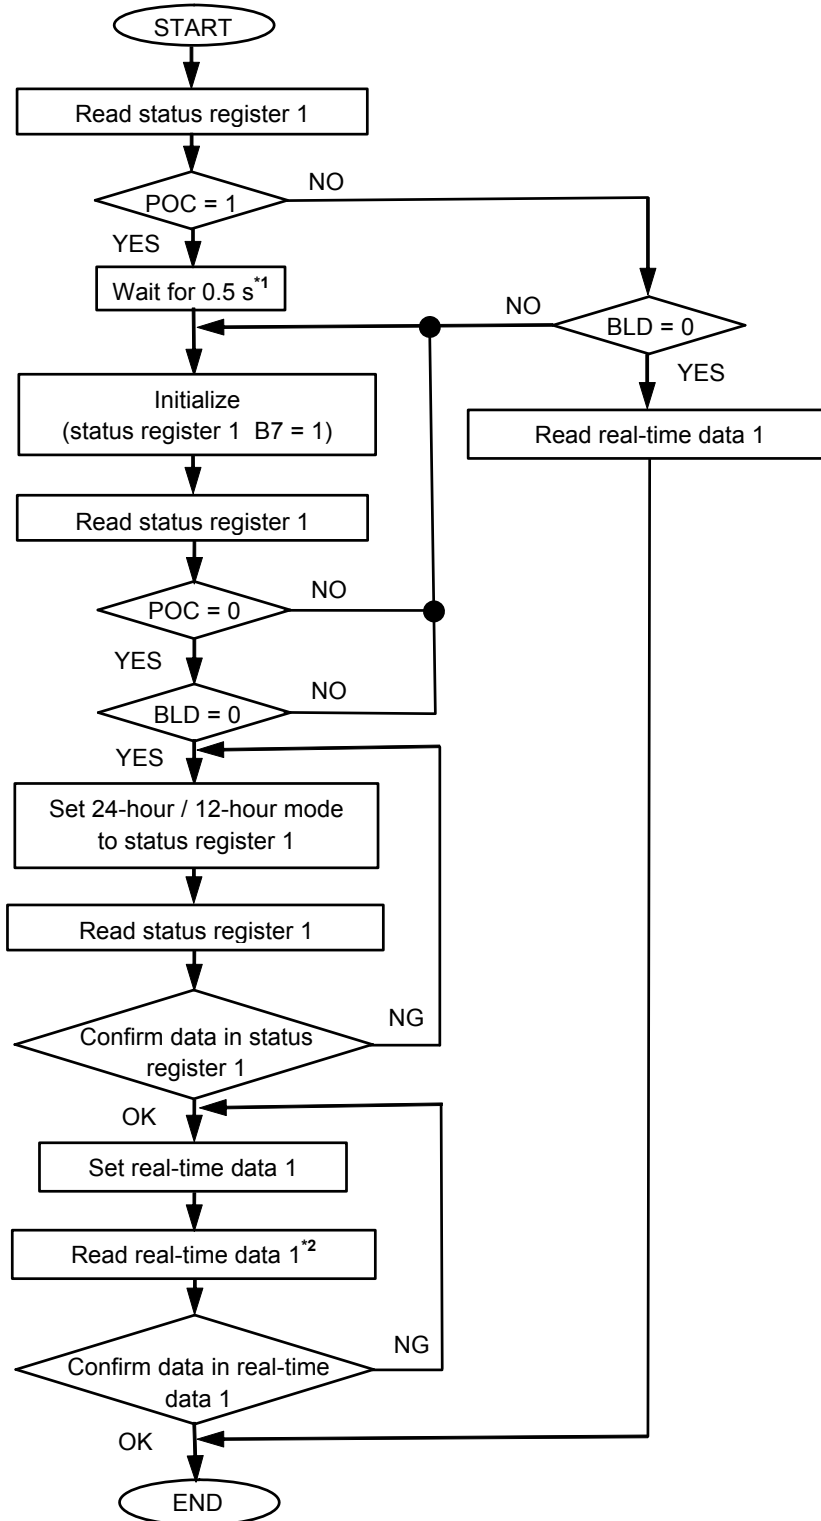 START
Read status register 1
NO
POC = 1
YES
Wait for 0.5 s*1
NO
BLD = 0
YES
Initialize
(status register 1  B7 = 1)
Read real-time data 1
Read status register 1
NO
POC = 0
YES
NO
BLD = 0
YES
Set 24-hour / 12-hour mode
to status register 1
Read status register 1
NG
Confirm data in status
register 1
OK
Set real-time data 1
Read real-time data 1*2
NG
Confirm data in real-time
data 1
OK
END